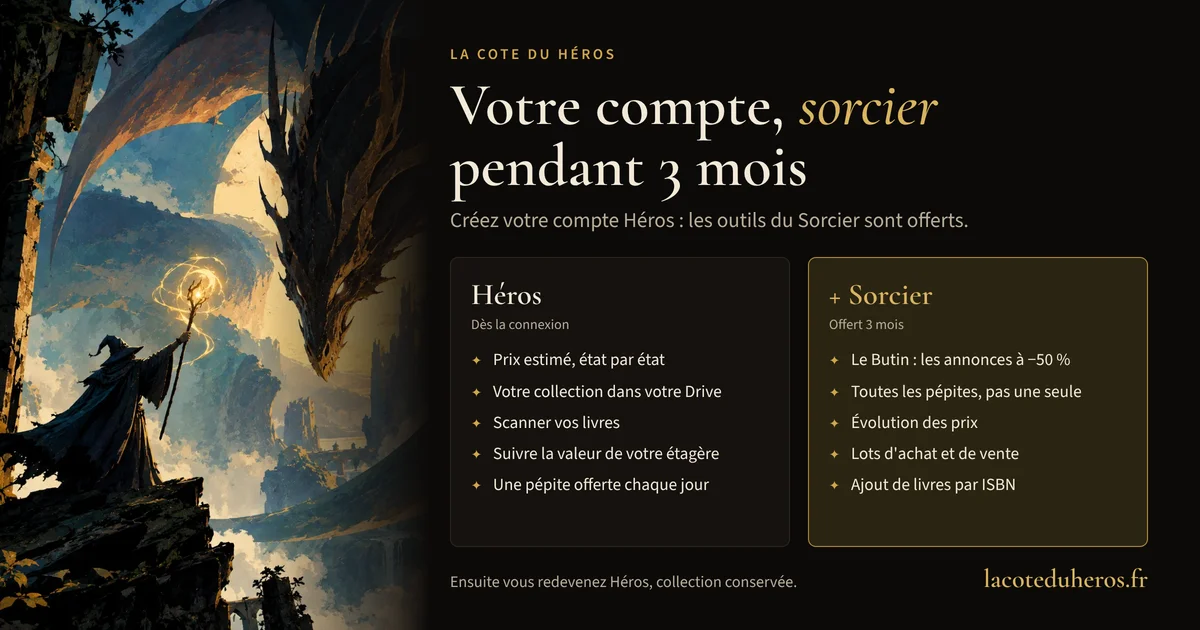 LA COTE DU HÉROS
Votre compte, sorcier
pendant 3 mois
Créez votre compte Héros : les outils du Sorcier sont offerts.
Héros
Dès la connexion
✦ Prix estimé, état par état
✦ Votre collection dans votre Drive
✦ Scanner vos livres
✦ Suivre la valeur de votre étagère
✦ Une pépite offerte chaque jour
+ Sorcier
Offert 3 mois
✦ Le Butin : les annonces à −50 %
✦ Toutes les pépites, pas une seule
✦ Évolution des prix
✦ Lots d'achat et de vente
✦ Ajout de livres par ISBN
Ensuite vous redevenez Héros, collection conservée.
lacoteduheros.fr